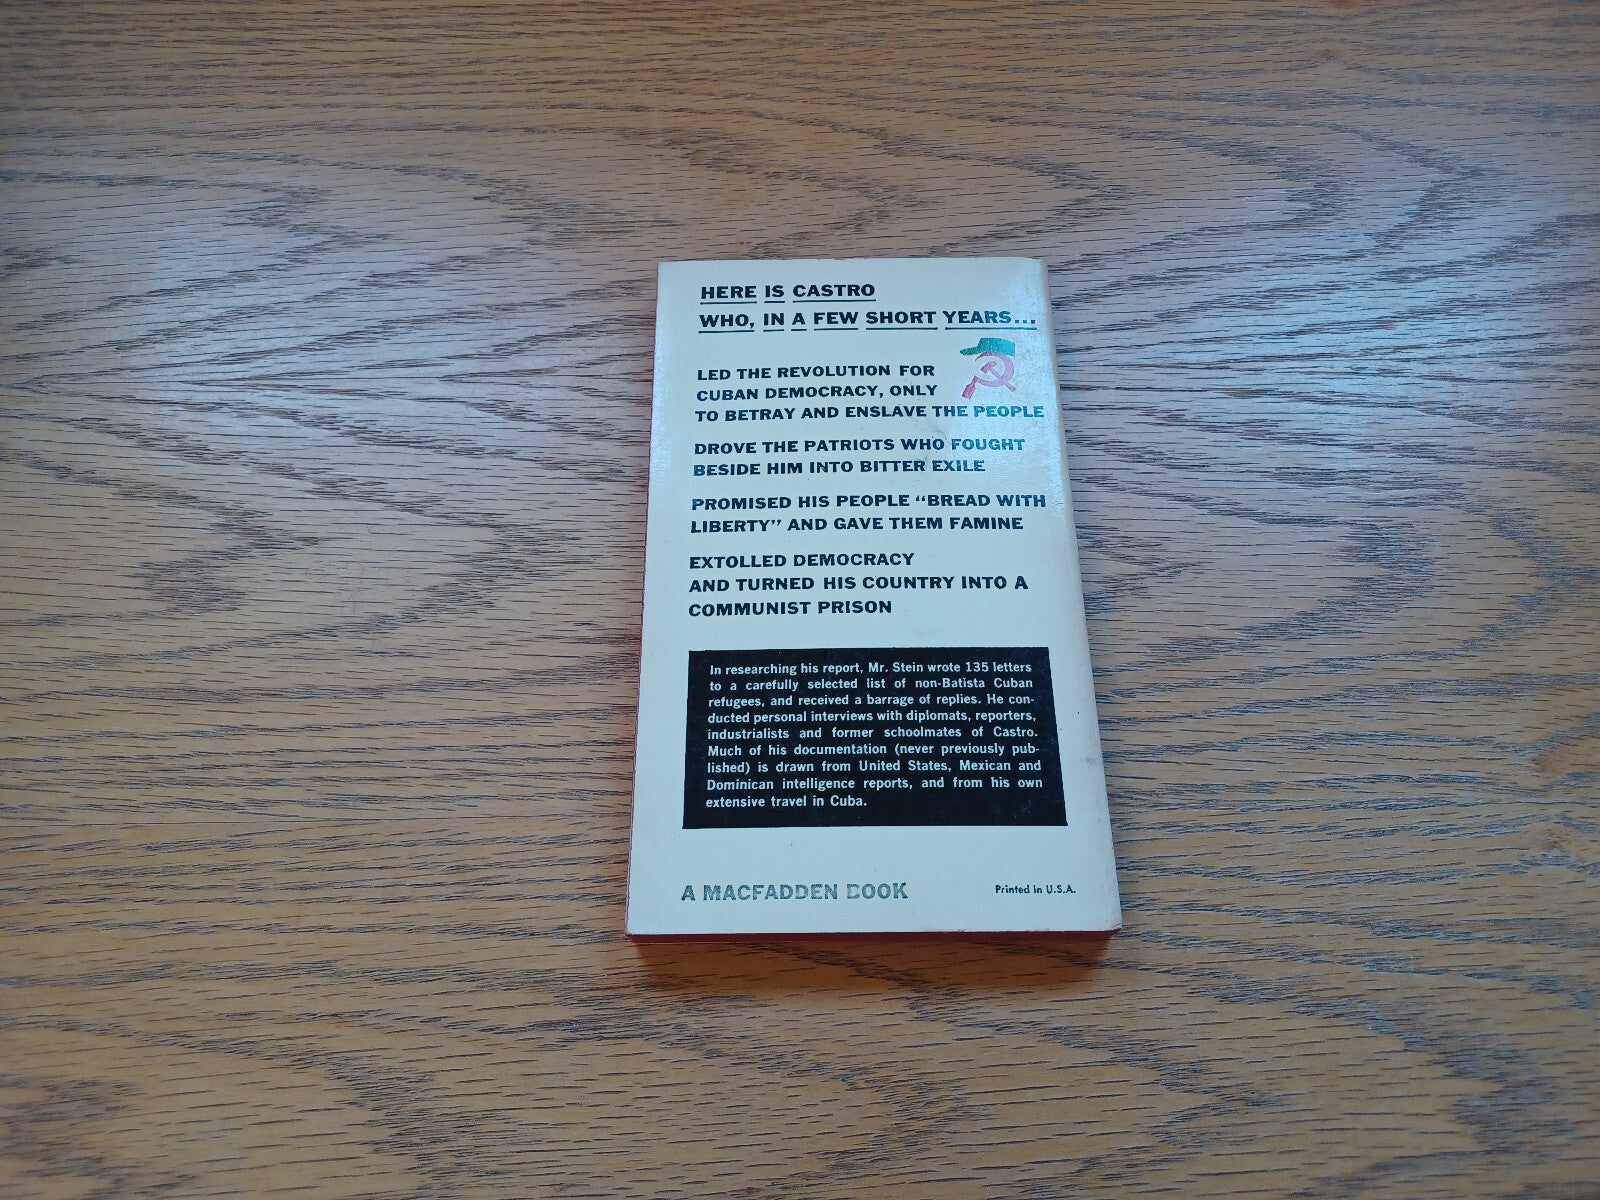 HERE IS CASTRO
WHO, IN A FEW SHORT YEARS...
LED THE REVOLUTION FOR
CUBAN DEMOCRACY, ONLY
TO BETRAY AND ENSLAVE THE PEOPLE
DROVE THE PATRIOTS WHO FOUGHT
BESIDE HIM INTO BITTER EXILE
PROMISED HIS PEOPLE “BREAD WITH
LIBERTY” AND GAVE THEM FAMINE
EXTOLLED DEMOCRACY
AND TURNED HIS COUNTRY INTO A
COMMUNIST PRISON
In researching his report, Mr. Stein wrote 135 letters
to a carefully selected list of non-Batista Cuban
refugees, and received a barrage of replies. He con-
ducted personal interviews with diplomats, reporters,
industrialists and former schoolmates of Castro.
Much of his documentation (never previously pub-
lished) is drawn from United States, Mexican and
Dominican intelligence reports, and from his own
extensive travel in Cuba.
A MACFADDEN BOOK
Printed in U.S.A.